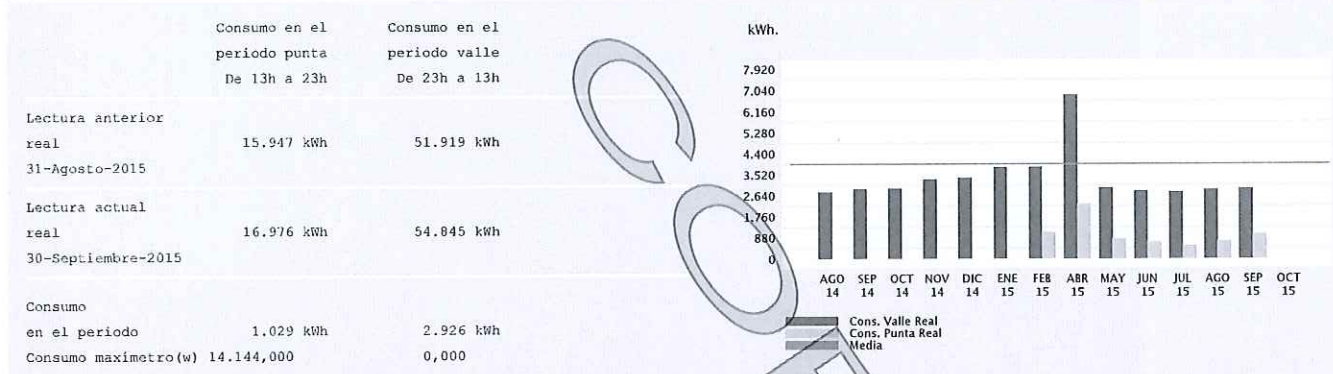 Consumo en el Consumo en el
periodo punta periodo valle
De 13h a 23h De 23h a 13h
Lectura anterior
real 15.947 kWh 51.919 kWh
31-Agosto-2015
Lectura actual
real 16.976 kWh 54.845 kWh
30-Septiembre-2015
Consumo
en el periodo 1.029 kWh 2.926 kWh
Consumo maximetro(w) 14.144,000 0,000
kWh.
7.920
7.040
6.160
5.280
4.400
3.520
2.640
1.760
880
0
AGO SEP OCT NOV DIC ENE FEB ABR MAY JUN JUL AGO SEP OCT
14 14 14 14 14 15 15 15 15 15 15 15 15 15
Cons. Valle Real
Cons. Punta Real
Media